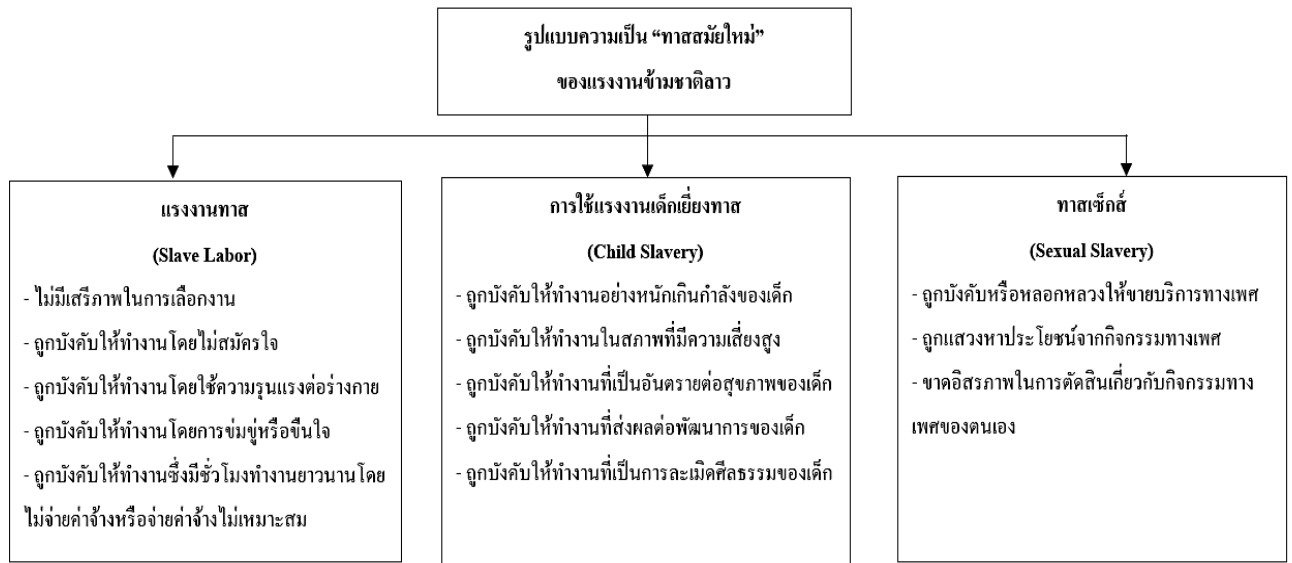 รูปแบบความเป็น “ทาสสมัยใหม่”
ของแรงงานข้ามชาติลาว
แรงงานทาส
(Slave Labor)
- ไม่มีเสรีภาพในการเลือกงาน
- ถูกบังคับให้ทำงานโดยไม่สมัครใจ
- ถูกบังคับให้ทำงานโดยใช้ความรุนแรงต่อร่างกาย
- ถูกบังคับให้ทำงานโดยการข่มขู่หรือขืนใจ
- ถูกบังคับให้ทำงานซึ่งมีชั่วโมงทำงานยาวนานโดย
ไม่จ่ายค่าจ้างหรือจ่ายค่าจ้างไม่เหมาะสม
การใช้แรงงานเด็กเยี่ยงทาส
(Child Slavery)
- ถูกบังคับให้ทำงานอย่างหนักเกินกำลังของเด็ก
- ถูกบังคับให้ทำงานในสภาพที่มีความเสี่ยงสูง
- ถูกบังคับให้ทำงานที่เป็นอันตรายต่อสุขภาพของเด็ก
- ถูกบังคับให้ทำงานที่ส่งผลต่อพัฒนาการของเด็ก
- ถูกบังคับให้ทำงานที่เป็นการละเมิดศีลธรรมของเด็ก
ทาสเซ็กส์
(Sexual Slavery)
- ถูกบังคับหรือหลอกหลวงให้ขายบริการทางเพศ
- ถูกแสวงหาประโยชน์จากกิจกรรมทางเพศ
- ขาดอิสรภาพในการตัดสินเกี่ยวกับกิจกรรมทาง
เพศของตนเอง